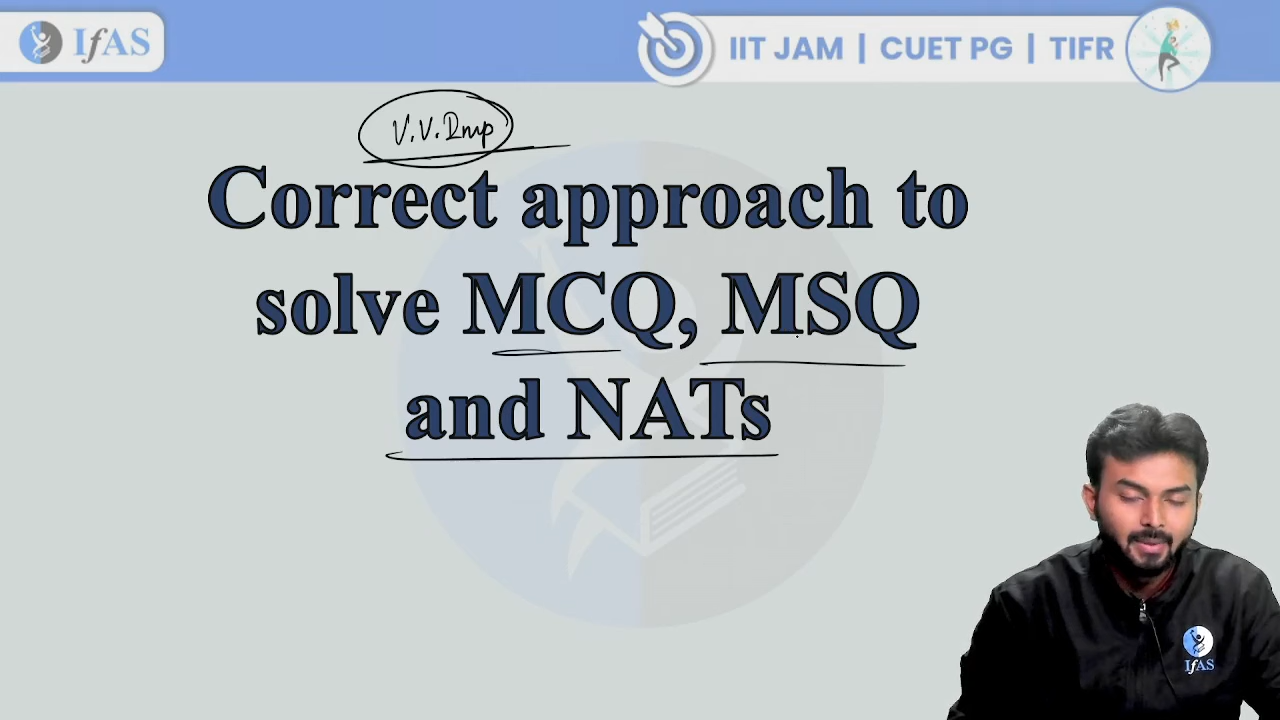 IfAS
IIT JAM | CUET PG | TIFR
V.V.Imp
Correct approach to
solve MCQ, MSQ
and NATs
IfAS